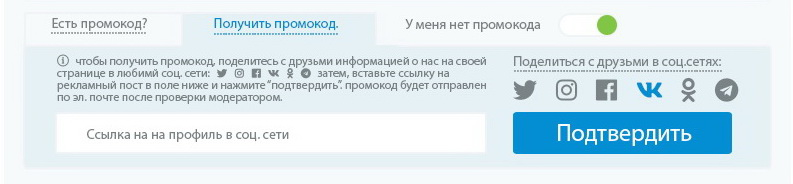 Есть промокод?
Получить промокод.
У меня нет промокода
чтобы получить промокод, поделитесь с друзьми информацией о нас на своей
странице в любимй соц. сети: затем, вставьте ссылку на
рекламный пост в поле ниже и нажмите “подтвердить”. промокод будет отправлен
по эл. почте после проверки модератором.
Поделиться с друзьми в соц.сетях:
Ссылка на на профиль в соц. сети
Подтвердить